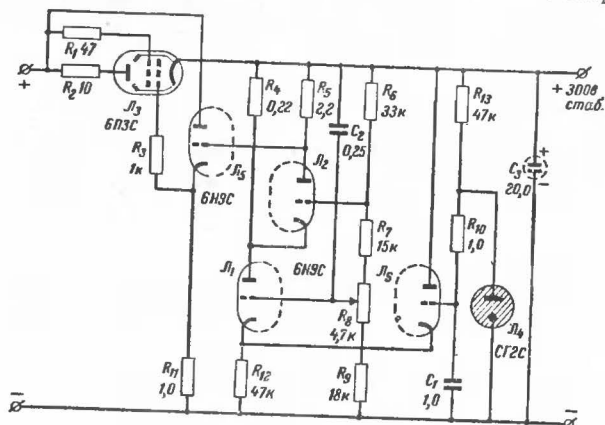 R₁ 47
+
R₂ 10
Л₃
6П3С
R₃
1к
Л₅
6Н9С
R₄
0,22
R₅
2,2
C₂
0,25
R₆
33к
R₁₃
47к
+ 300в
стаб.
C₃
20,0
+
−
Л₂
6Н9С
R₇
15к
R₁₀
1,0
Л₁
R₈
4,7к
Л₆
Л₄
СГ2С
R₁₁
1,0
R₁₂
47к
R₉
18к
C₁
1,0
−
−